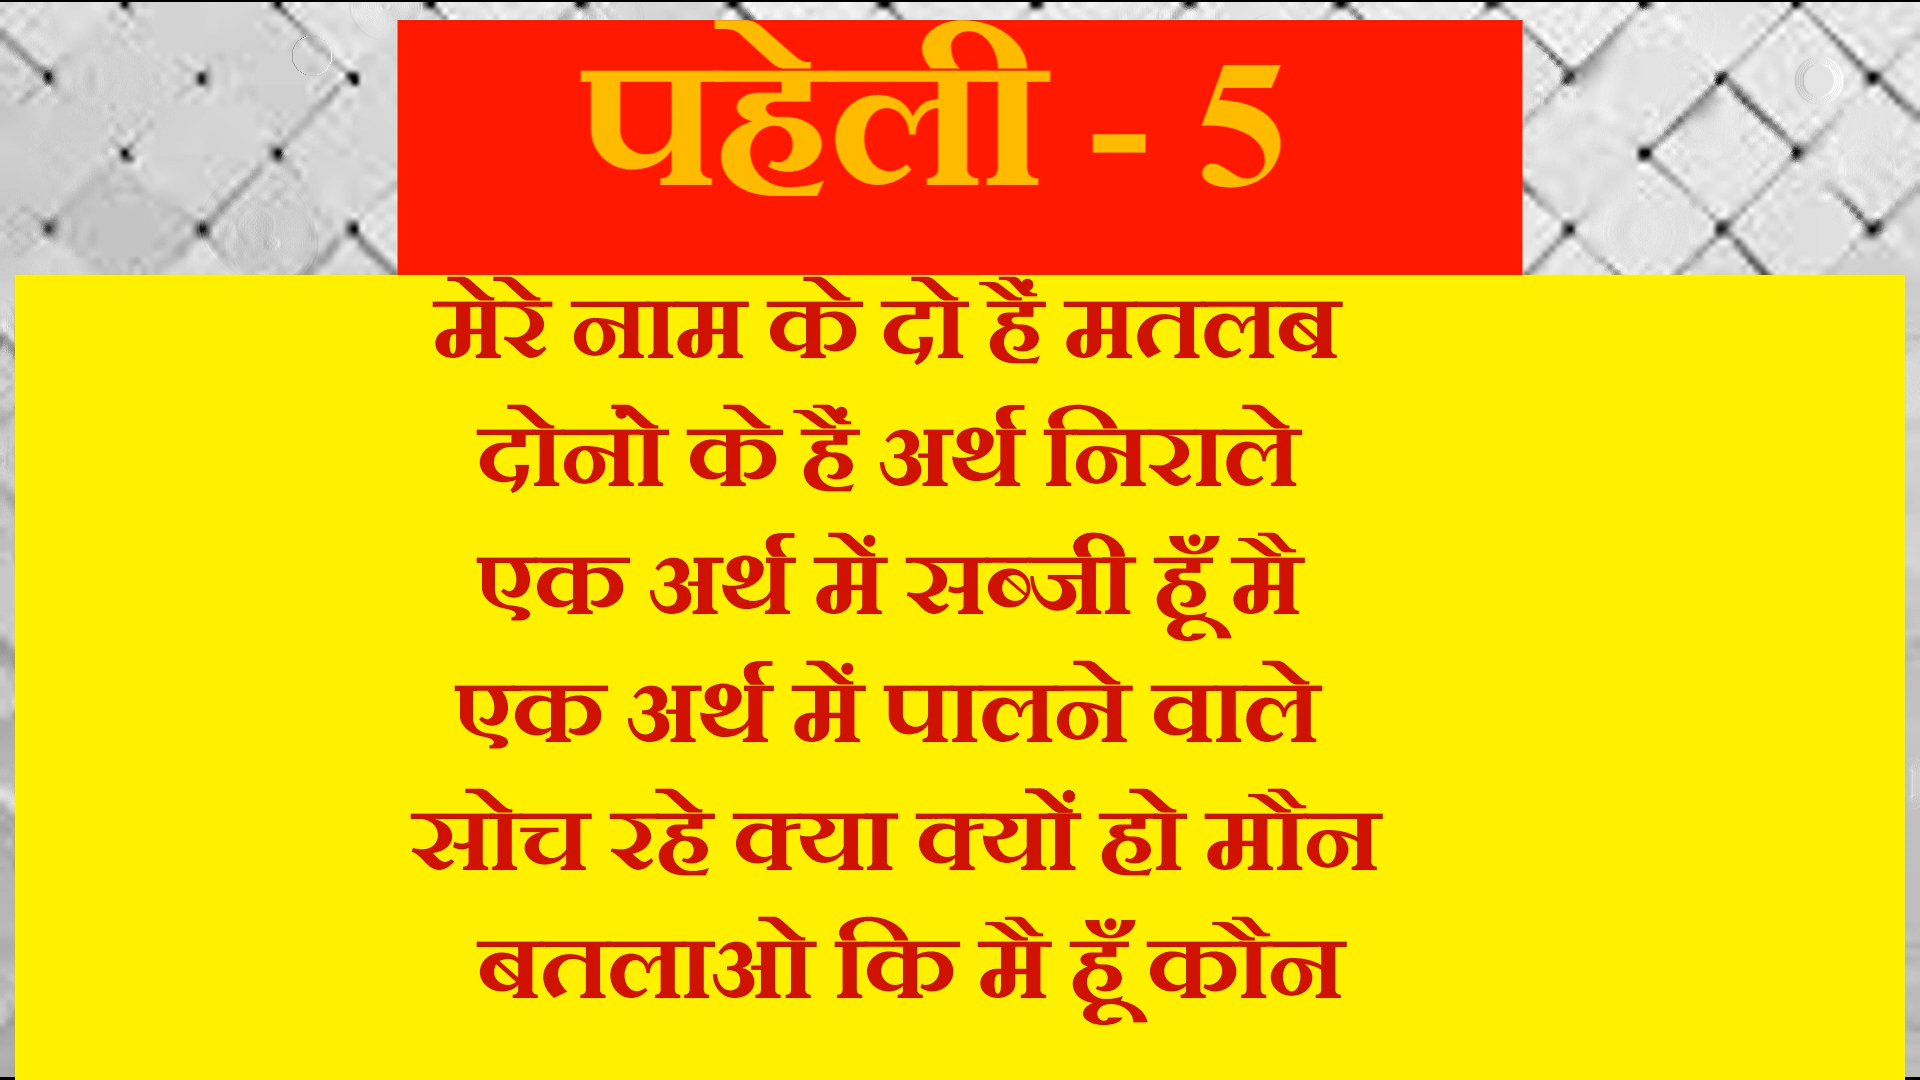 पहेली - 5
मेरे नाम के दो हैं मतलब
दोनो के हैं अर्थ निराले
एक अर्थ में सब्जी हूँ मै
एक अर्थ में पालने वाले
सोच रहे क्या क्यों हो मौन
बतलाओ कि मै हूँ कौन